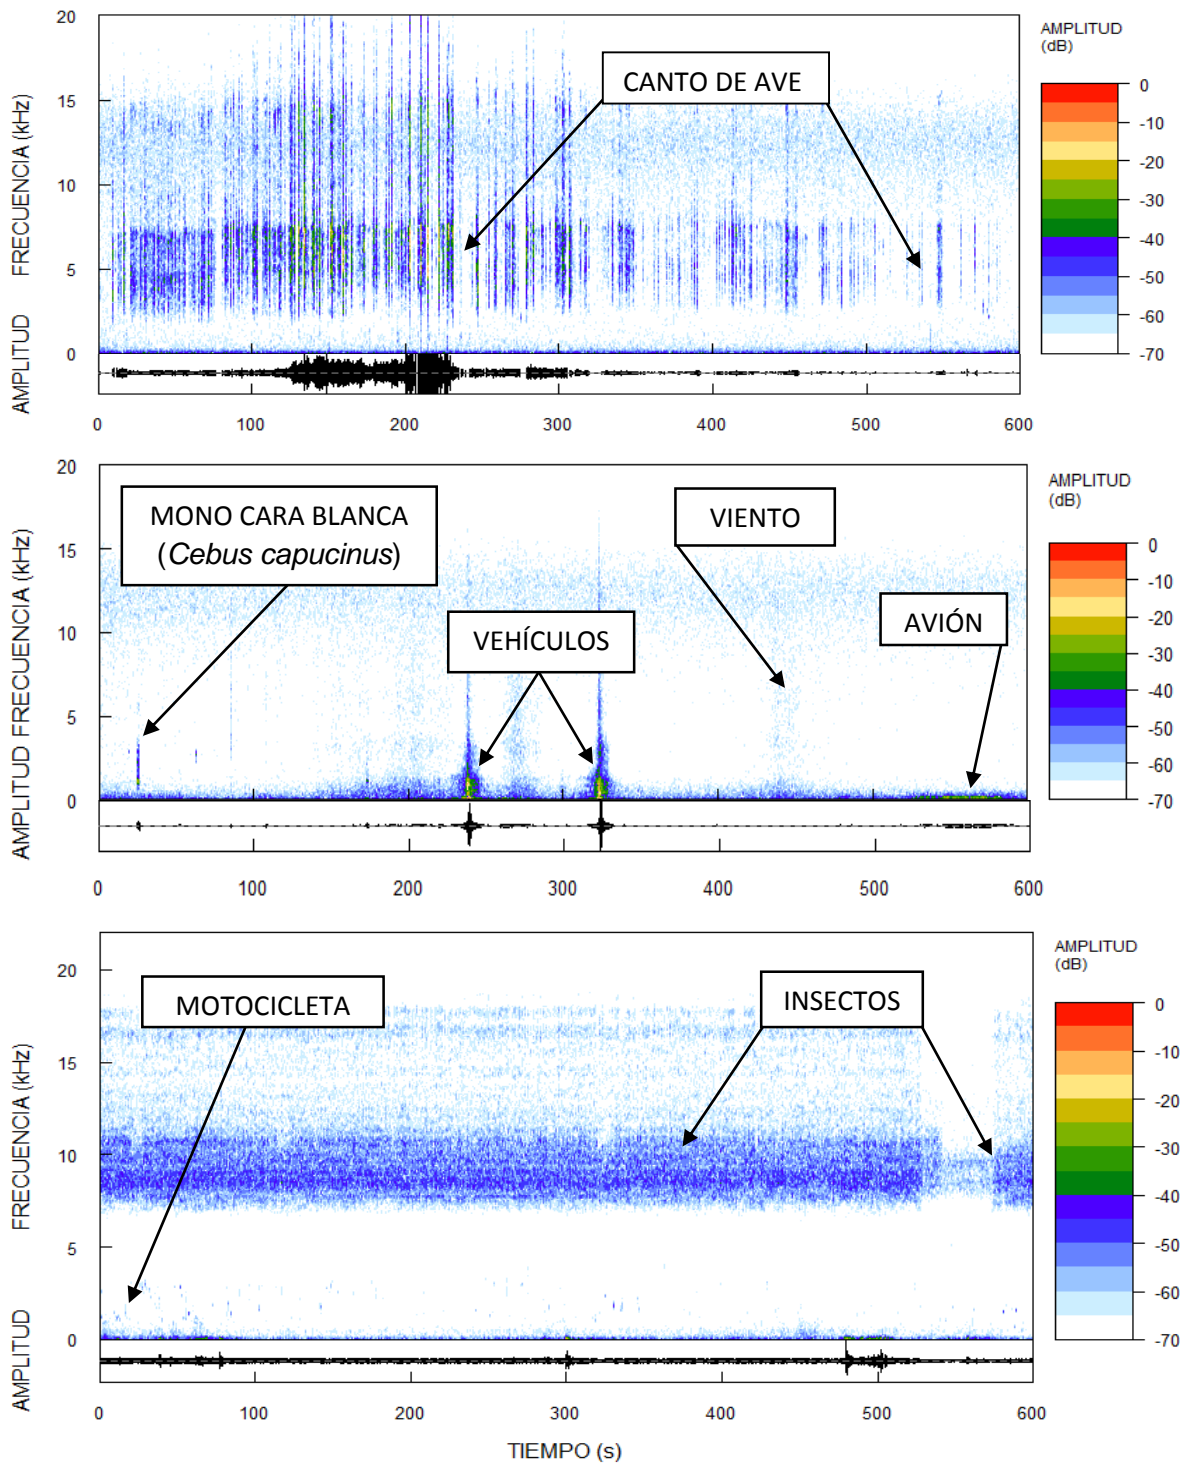 20
15
10
5
0
FRECUENCIA (kHz)
AMPLITUD
CANTO DE AVE
0 100 200 300 400 500 600
AMPLITUD
(dB)
0
-10
-20
-30
-40
-50
-60
-70
20
15
10
5
0
AMPLITUD FRECUENCIA (kHz)
MONO CARA BLANCA
(Cebus capucinus)
VEHÍCULOS
VIENTO
AVIÓN
0 100 200 300 400 500 600
AMPLITUD
(dB)
0
-10
-20
-30
-40
-50
-60
-70
20
15
10
5
0
FRECUENCIA (kHz)
AMPLITUD
MOTOCICLETA
INSECTOS
0 100 200 300 400 500 600
TIEMPO (s)
AMPLITUD
(dB)
0
-10
-20
-30
-40
-50
-60
-70